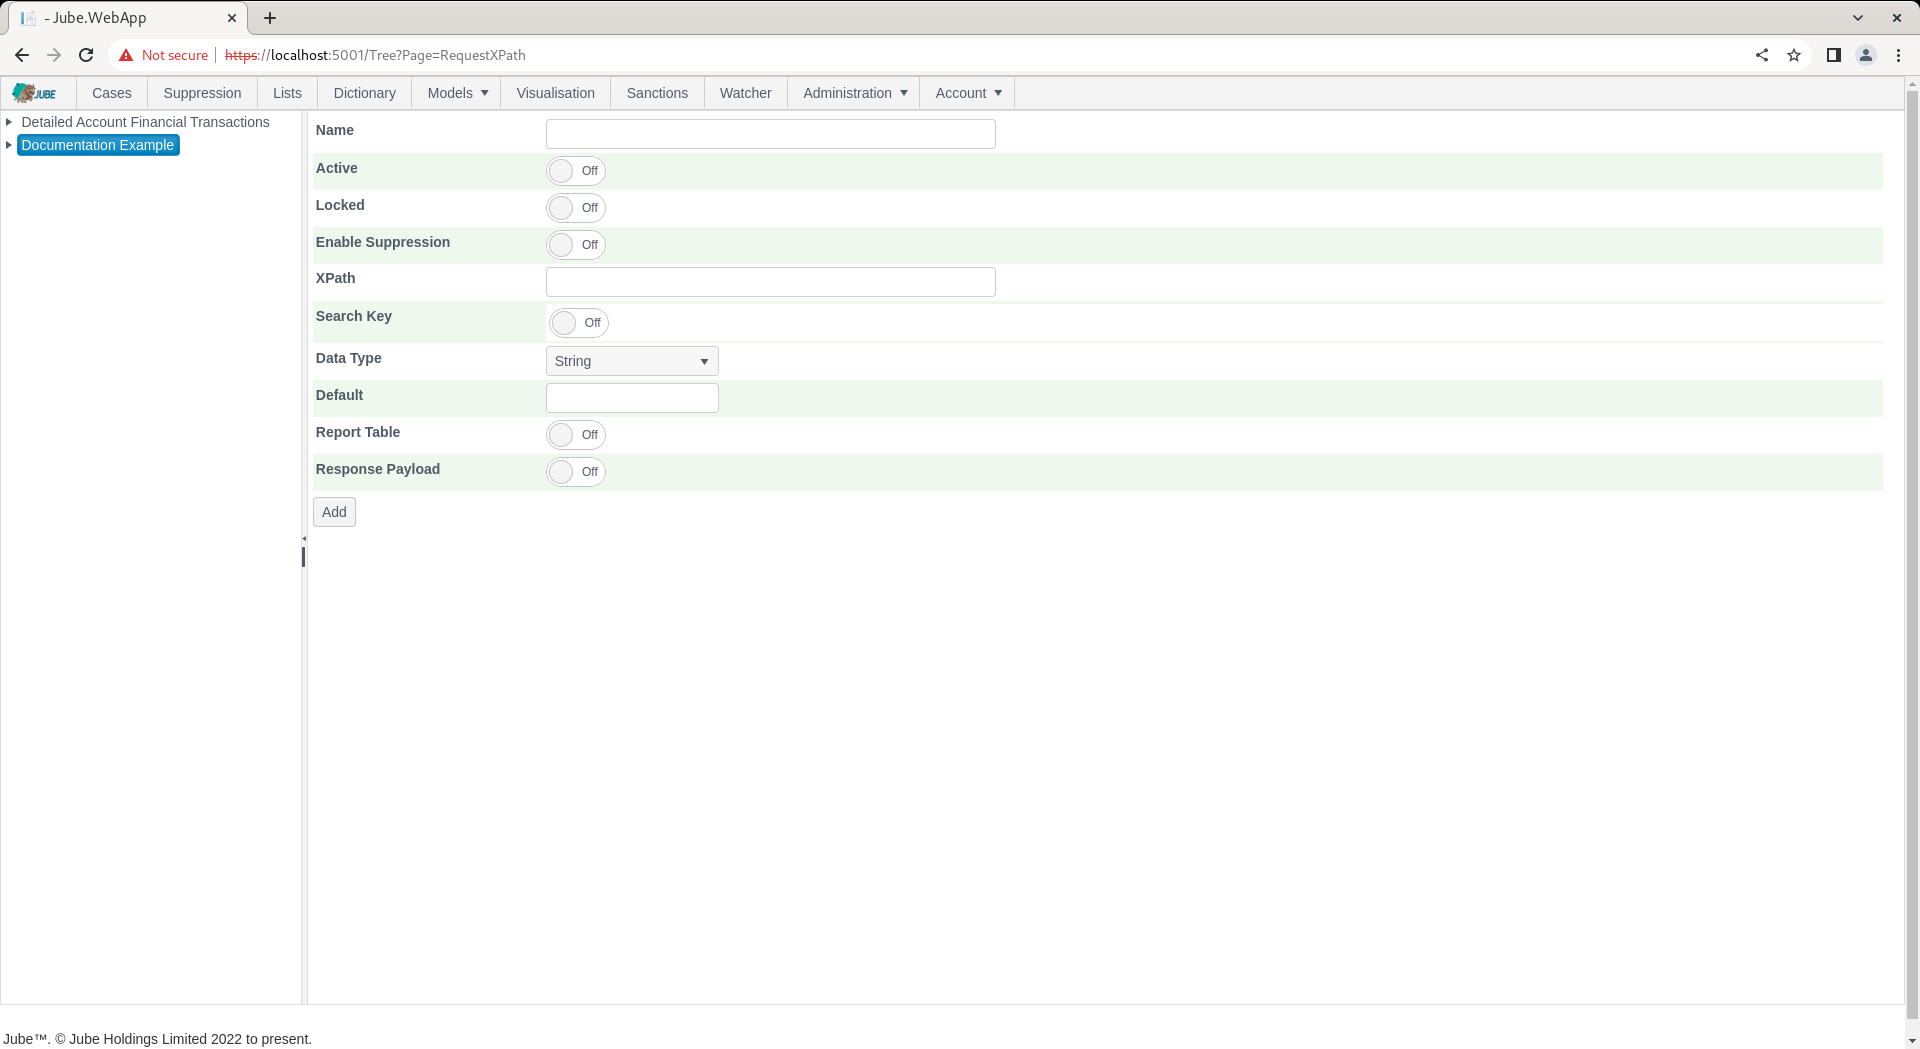 - Jube.WebApp
Not secure https://localhost:5001/Tree?Page=RequestXPath
JUBE Cases Suppression Lists Dictionary Models Visualisation Sanctions Watcher Administration Account
Detailed Account Financial Transactions
Documentation Example
Name
Active Off
Locked Off
Enable Suppression Off
XPath
Search Key Off
Data Type String
Default
Report Table Off
Response Payload Off
Add
Jube™. © Jube Holdings Limited 2022 to present.